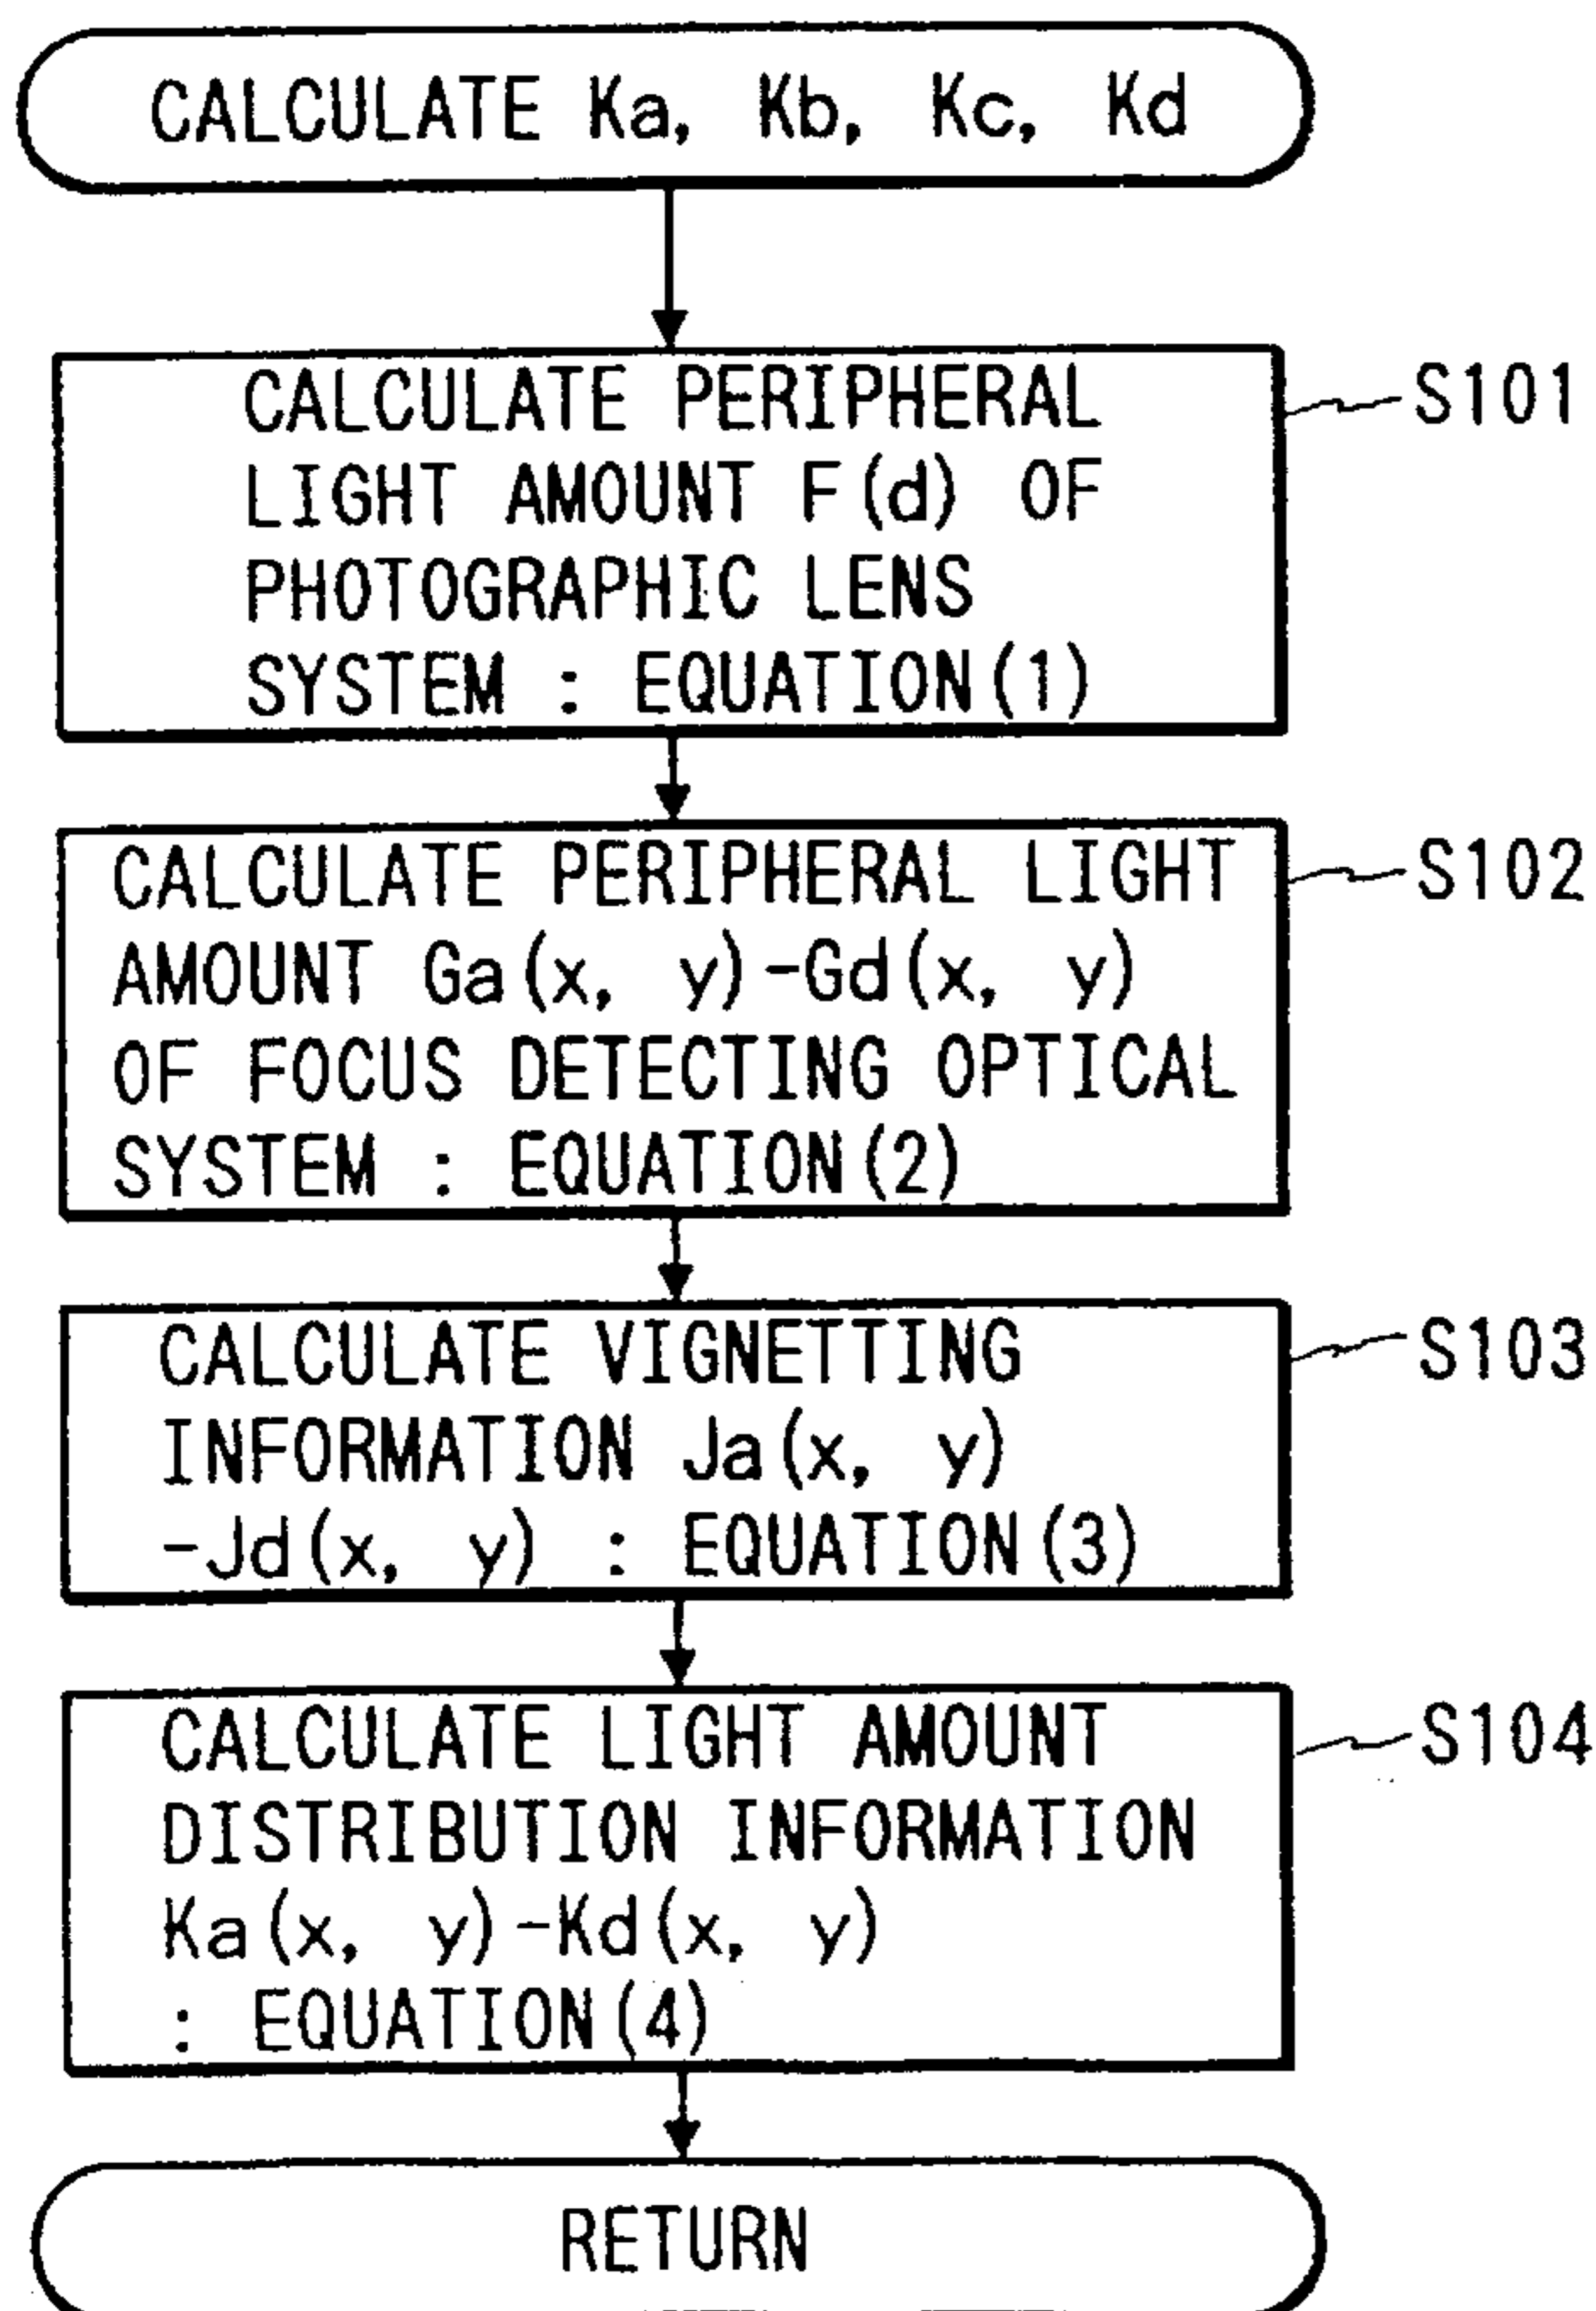 CALCULATE Ka, Kb, Kc, Kd
CALCULATE PERIPHERAL
LIGHT AMOUNT F(d) OF
PHOTOGRAPHIC LENS
SYSTEM : EQUATION(1)
S101
CALCULATE PERIPHERAL LIGHT
AMOUNT Ga(x, y)-Gd(x, y)
OF FOCUS DETECTING OPTICAL
SYSTEM : EQUATION(2)
S102
CALCULATE VIGNETTING
INFORMATION Ja(x, y)
-Jd(x, y) : EQUATION(3)
S103
CALCULATE LIGHT AMOUNT
DISTRIBUTION INFORMATION
Ka(x, y)-Kd(x, y)
: EQUATION(4)
S104
RETURN